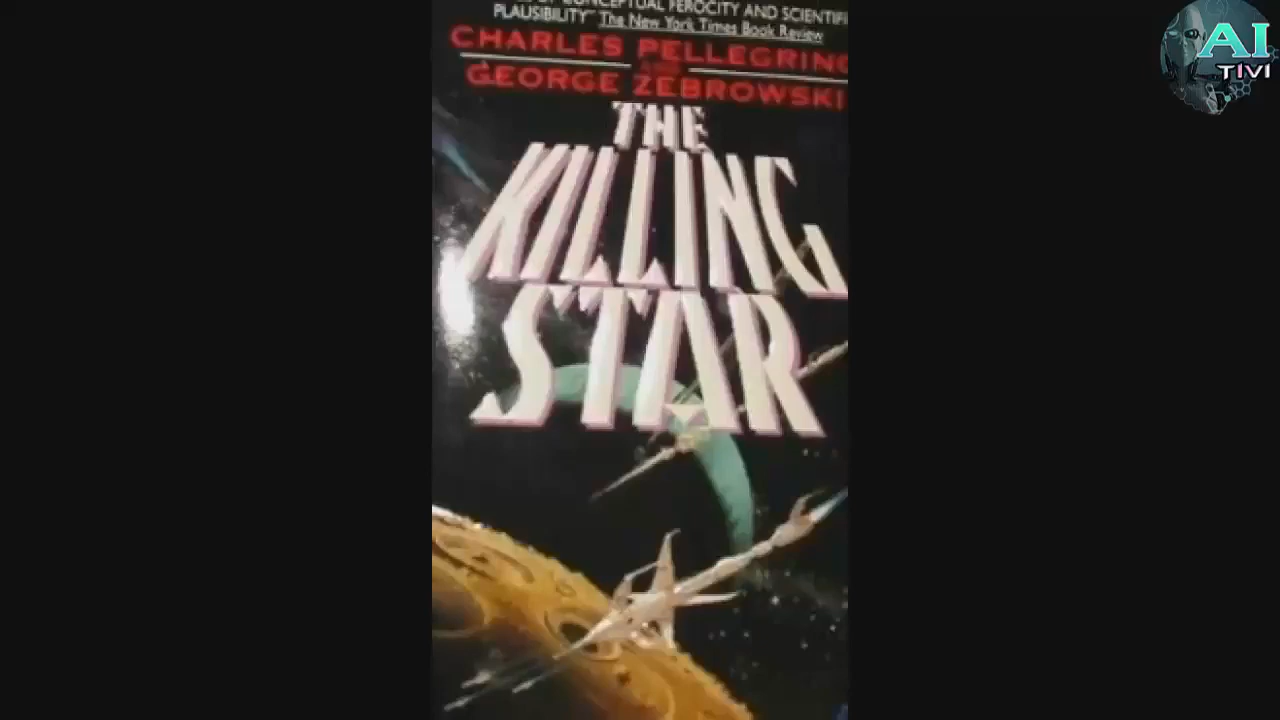 CONCEPTUAL FEROCITY AND
PLAUSIBILITY" The New York Times Book Review
CHARLES PELLEGRINO
AND
GEORGE ZEBROWSKI
THE
KILLING
STAR
AI
TIVI